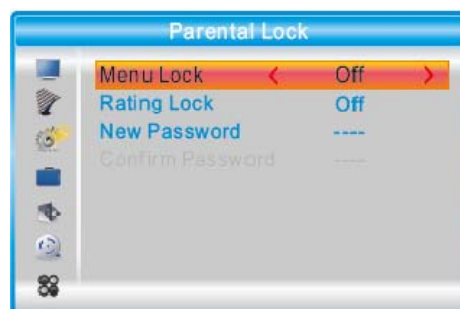 Parental Lock
Menu Lock < Off >
Rating Lock Off
New Password ----
Confirm Password ----